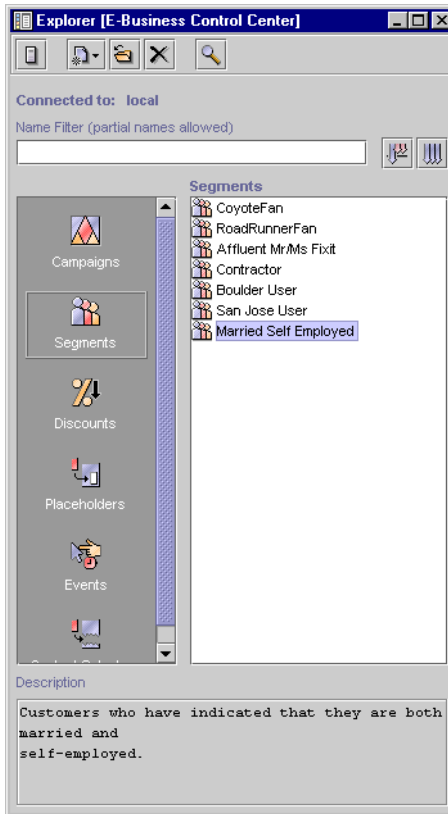 Explorer [E-Business Control Center]
Connected to: local
Name Filter (partial names allowed)
Segments
Campaigns
Segments
Discounts
Placeholders
Events
CoyoteFan
RoadRunnerFan
Affluent Mr/Ms Fixit
Contractor
Boulder User
San Jose User
Married Self Employed
Description
Customers who have indicated that they are both
married and
self-employed.